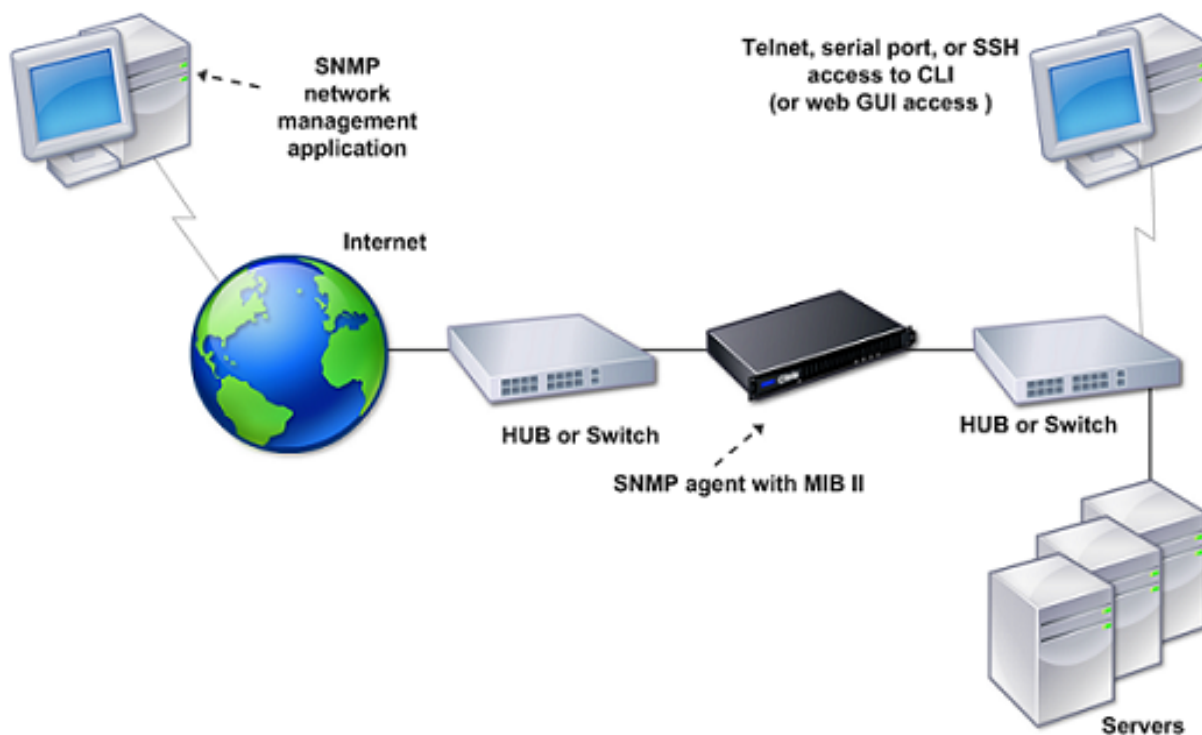 SNMP
network
management
application
Telnet, serial port, or SSH
access to CLI
(or web GUI access )
Internet
HUB or Switch
SNMP agent with MIB II
HUB or Switch
Servers